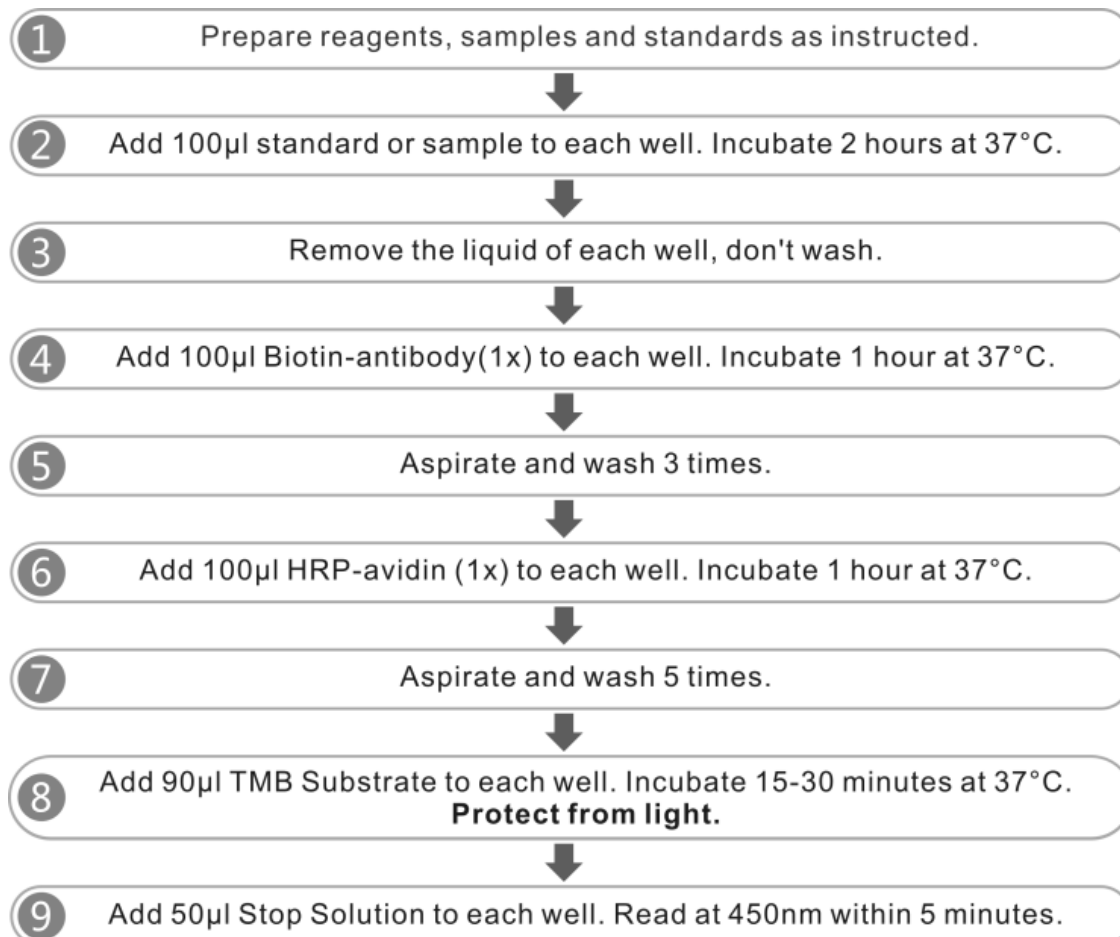 1 Prepare reagents, samples and standards as instructed.
2 Add 100μl standard or sample to each well. Incubate 2 hours at 37°C.
3 Remove the liquid of each well, don't wash.
4 Add 100μl Biotin-antibody(1x) to each well. Incubate 1 hour at 37°C.
5 Aspirate and wash 3 times.
6 Add 100μl HRP-avidin (1x) to each well. Incubate 1 hour at 37°C.
7 Aspirate and wash 5 times.
8 Add 90μl TMB Substrate to each well. Incubate 15-30 minutes at 37°C.
Protect from light.
9 Add 50μl Stop Solution to each well. Read at 450nm within 5 minutes.